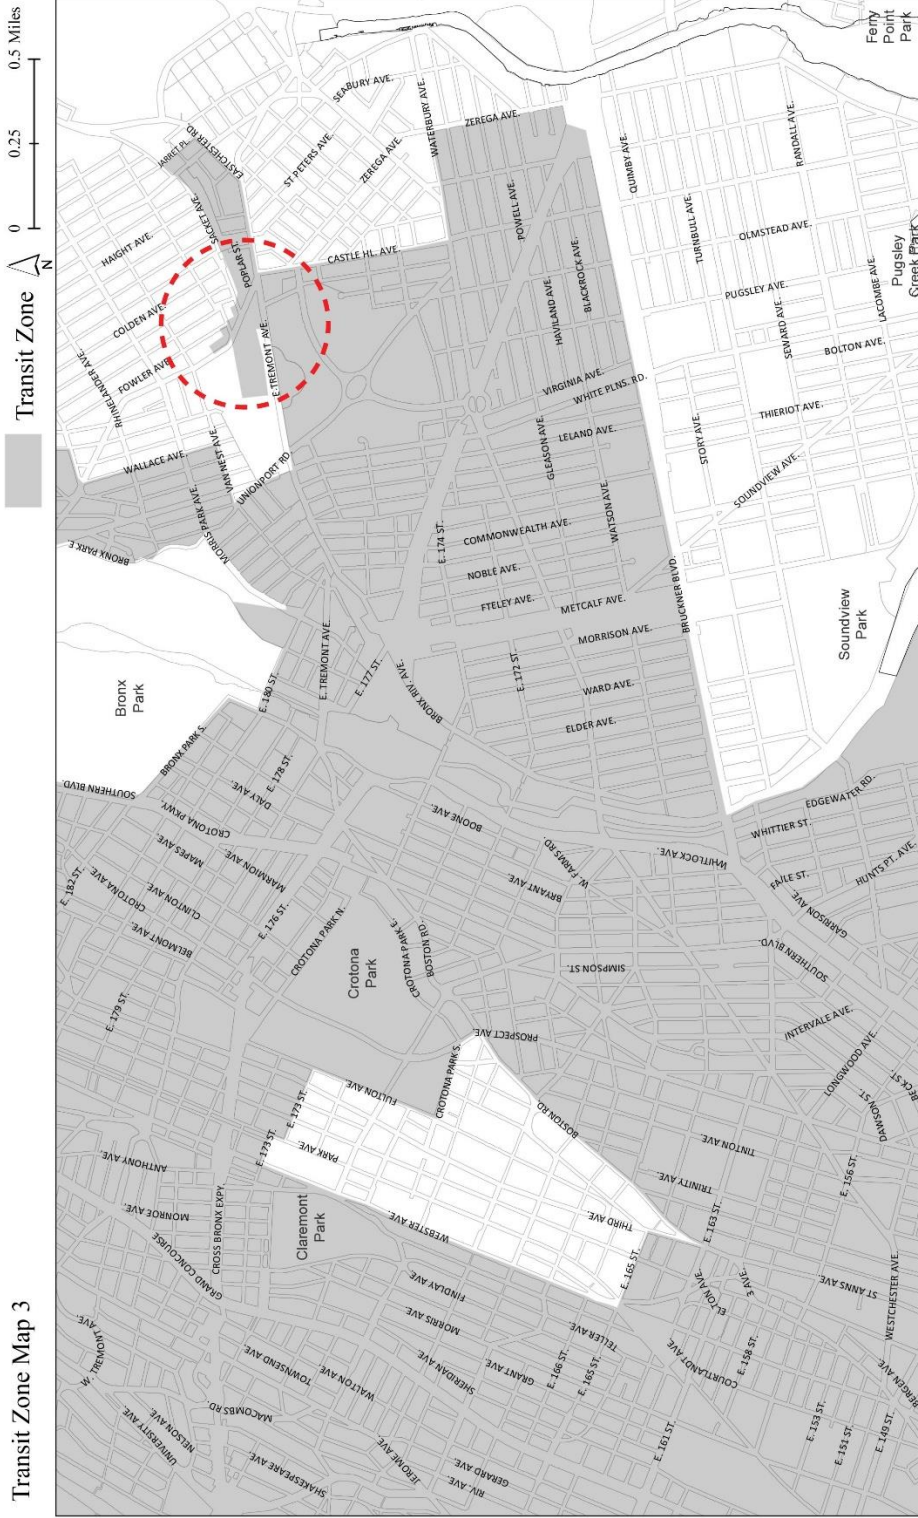 Transit Zone Map 3
Transit Zone
N
0
0.25
0.5 Miles
W. TREMONT AVE.
UNIVERSITY AVE.
NELSON AVE.
MACOMBS RD.
SHAKESPEARE AVE.
JEROME AVE.
RIV. AVE.
GERARD AVE.
TOWNSEND AVE.
WALTON AVE
SHERIDAN AVE.
GRANT AVE.
MORRIS AVE.
FINDLAY AVE.
TELLER AVE
GRAND CONCOURSE
MONROE AVE.
ANTHONY AVE.
CROSS BRONX EXPY.
Claremont
Park
WEBSTER AVE.
PARK AVE.
E. 173 ST.
E. 173 ST.
FULTON AVE
THIRD AVE.
CROTONA PARK S.
BOSTON RD.
E. 165 ST.
E. 166 ST.
E. 165 ST.
E. 161 ST.
COURTLANDT AVE
ELTON AVE.
3 AVE.
E. 163 ST.
E. 158 ST.
E. 156 ST.
E. 153 ST.
E. 151 ST.
E. 149 ST.
ST ANNS AVE.
WESTCHESTER AVE.
BERGEN AVE.
TRINITY AVE.
TINTON AVE.
PROSPECT AVE.
E. 182 ST.
E. 179 ST.
CROTONA AVE.
BELMONT AVE.
CLINTON AVE.
MAPES AVE.
MARMION AVE.
CROTONA PKWY
SOUTHERN BLVD.
E. 176 ST.
CROTONA PARK N.
Crotona
Park
CROTONA PARK E.
BOSTON RD.
SIMPSON ST.
BRYANT AVE.
W. FARMS RD.
BOONE AVE.
WHITLOCK AVE.
INTERVALE AVE.
LONGWOOD AVE.
DAWSON ST.
BECK ST.
SOUTHERN BLVD.
GARRISON AVE.
FAILE ST.
HUNTS PT. AVE.
WHITTIER ST.
EDGEWATER RD.
Bronx
Park
BRONX PARK S.
DALY AVE.
E. 178 ST.
E. 180 ST.
E. TREMONT AVE.
E. 177 ST.
BRONX RIV. AVE.
BRONX PARK E
MORRIS PARK AVE.
WALLACE AVE.
VAN NEST AVE.
UNIONPORT RD.
RHINELANDER AVE.
FOWLER AVE
COLDEN AVE.
HAIGHT AVE.
SACKET AVE.
POPLAR ST.
JARRET PL.
EASTCHESTER RD
E. TREMONT AVE.
CASTLE HL. AVE.
ST PETERS AVE.
SEABURY AVE.
ZEREGA AVE.
WATERBURY AVE.
ZEREGA AVE.
E. 174 ST.
E. 172 ST.
ELDER AVE.
WARD AVE.
MORRISON AVE.
METCALF AVE.
FTELEY AVE.
NOBLE AVE.
COMMONWEALTH AVE.
WATSON AVE.
GLEASON AVE.
LELAND AVE.
WHITE PLNS. RD.
VIRGINIA AVE.
HAVILAND AVE.
BLACKROCK AVE.
POWELL AVE.
BRUCKNER BLVD.
STORY AVE.
SOUNDVIEW AVE.
THIERIOT AVE.
BOLTON AVE.
SEWARD AVE.
LACOMBE AVE.
PUGSLEY AVE.
TURNBULL AVE.
OLMSTEAD AVE.
QUIMBY AVE.
RANDALL AVE.
Soundview
Park
Pugsley
Creek Park
Ferry
Point
Park